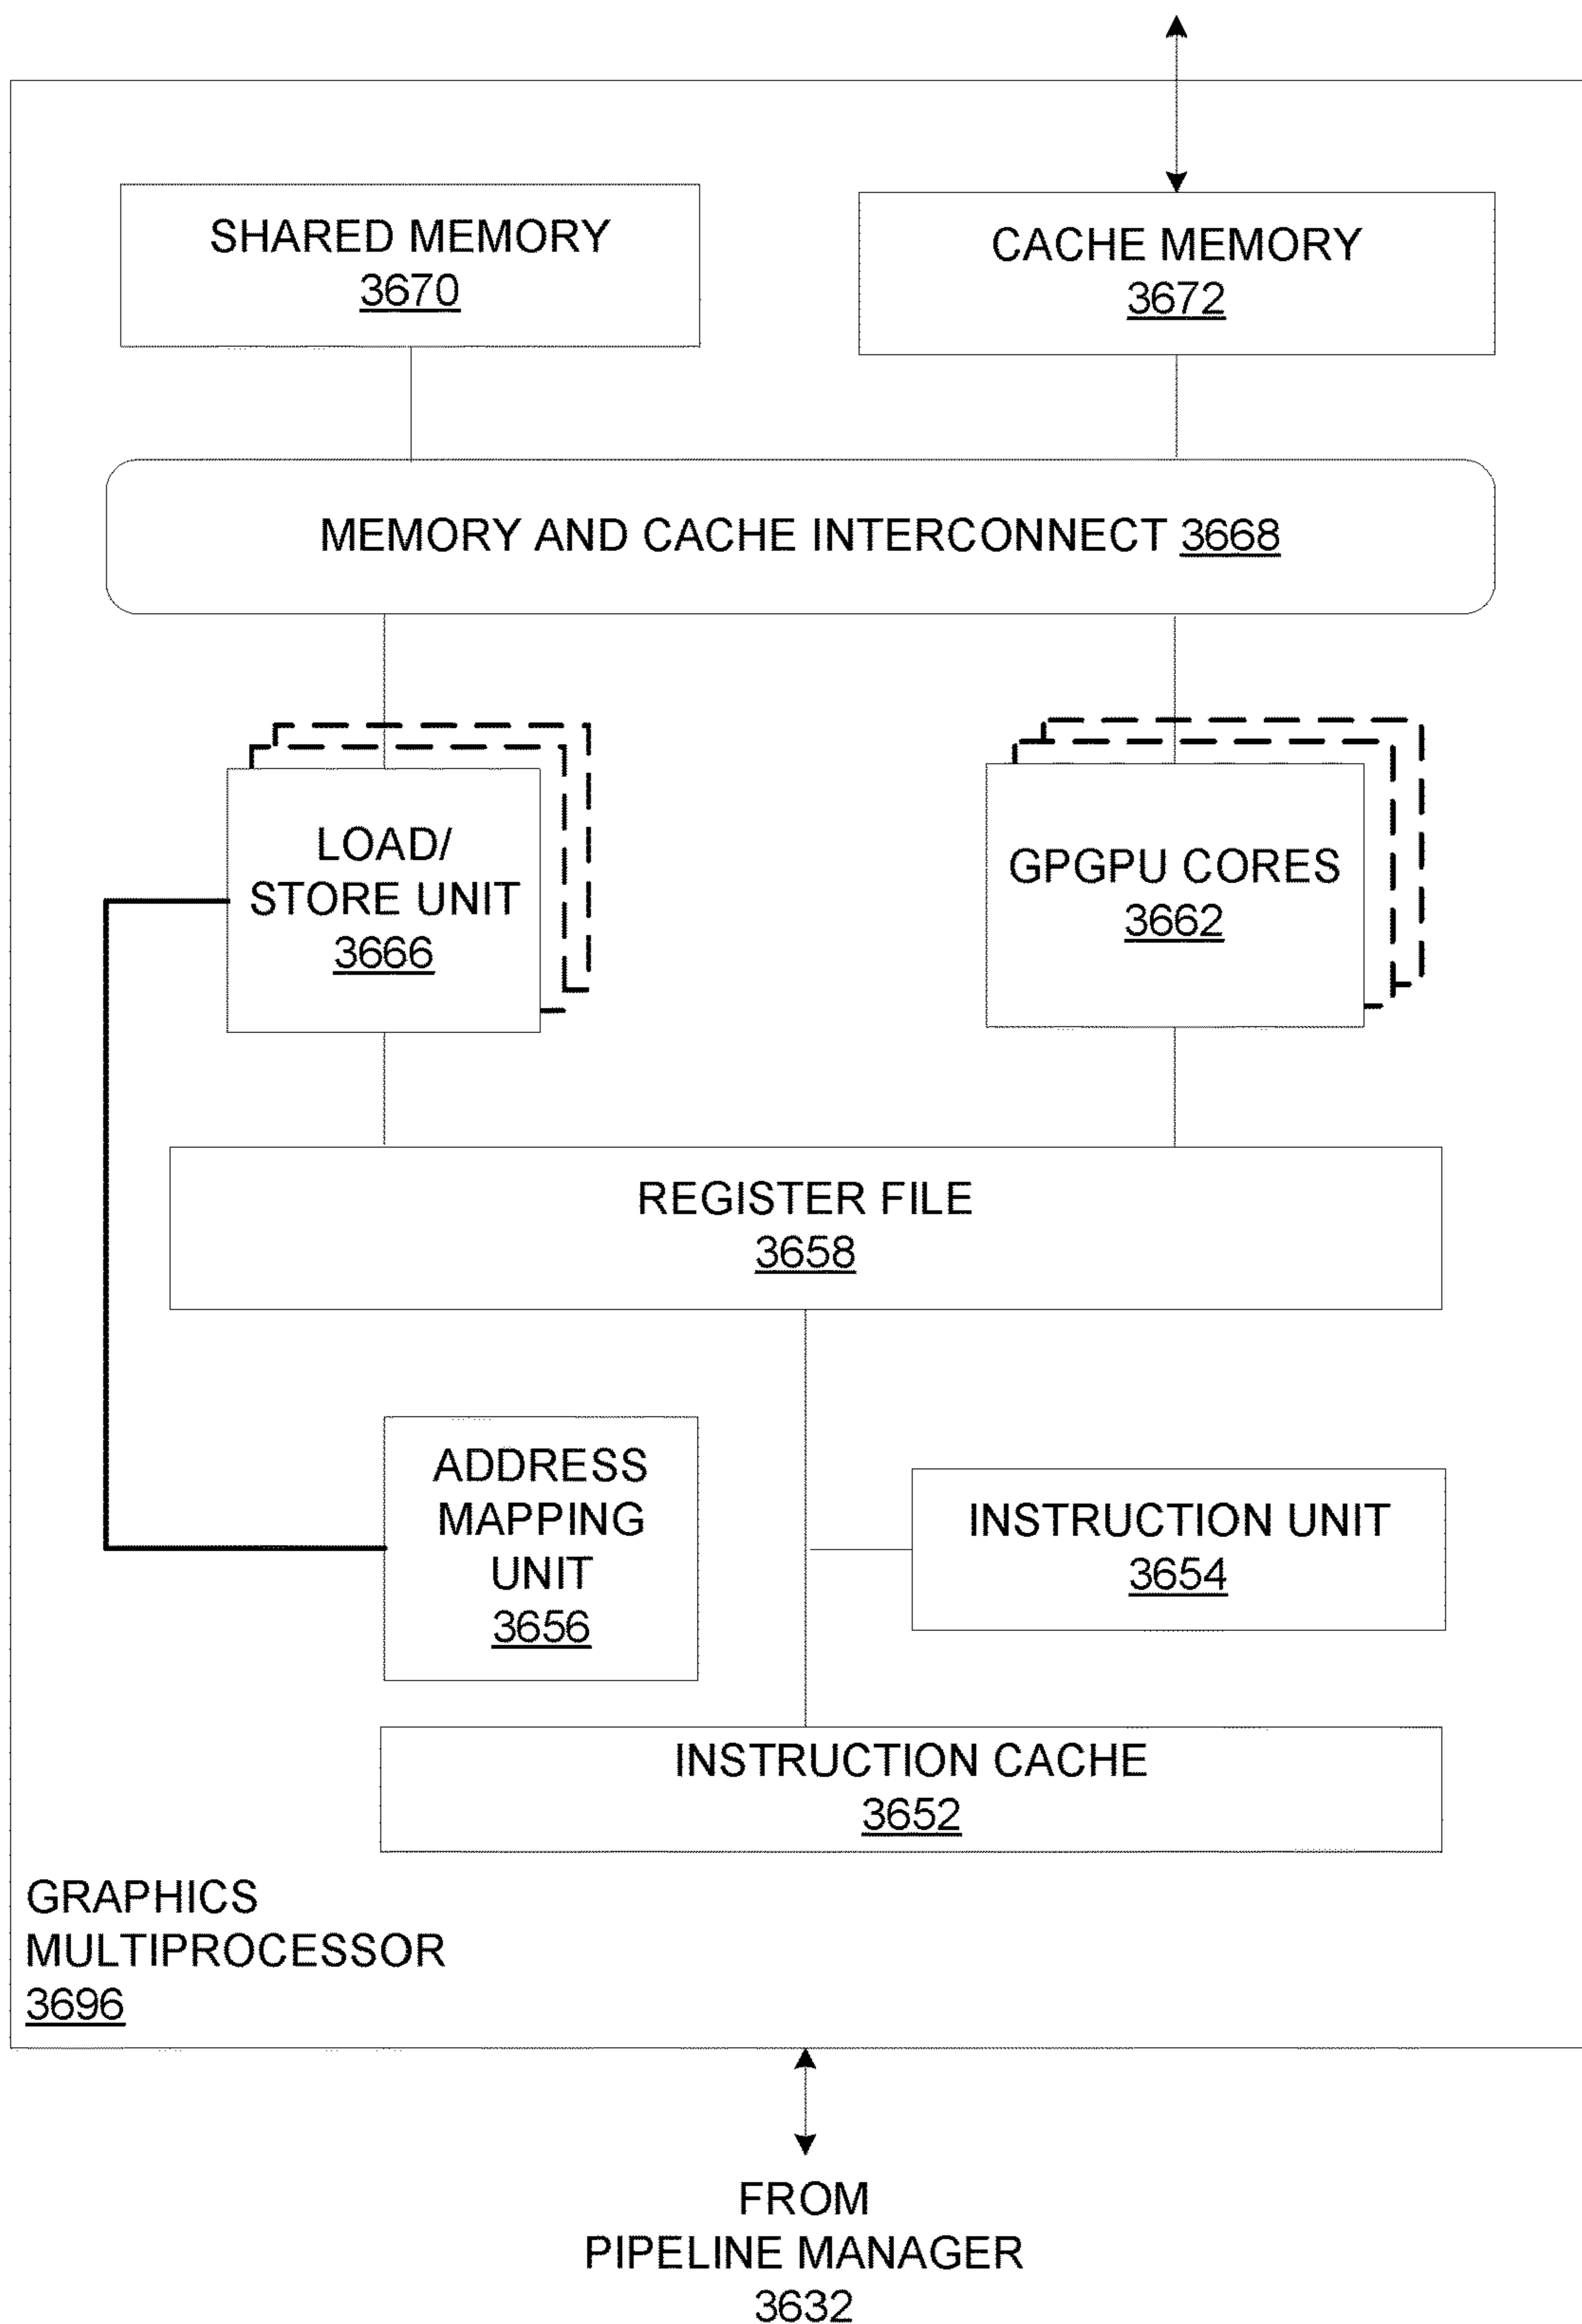 SHARED MEMORY
3670
CACHE MEMORY
3672
MEMORY AND CACHE INTERCONNECT 3668
LOAD/
STORE UNIT
3666
GPGPU CORES
3662
REGISTER FILE
3658
ADDRESS
MAPPING
UNIT
3656
INSTRUCTION UNIT
3654
INSTRUCTION CACHE
3652
GRAPHICS
MULTIPROCESSOR
3696
FROM
PIPELINE MANAGER
3632